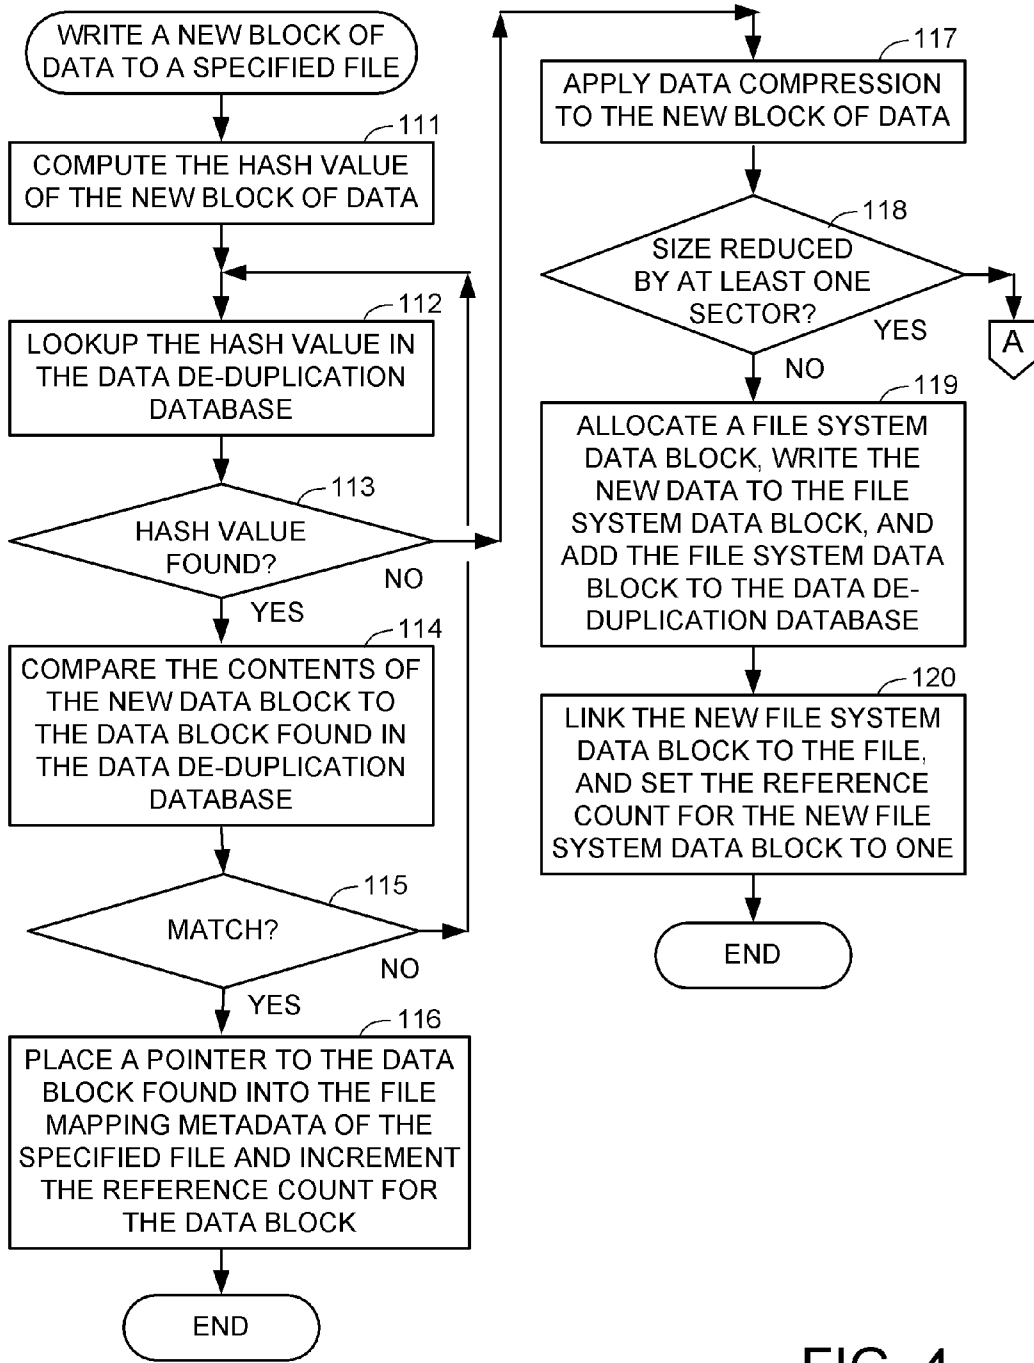 WRITE A NEW BLOCK OF
DATA TO A SPECIFIED FILE
111
COMPUTE THE HASH VALUE
OF THE NEW BLOCK OF DATA
112
LOOKUP THE HASH VALUE IN
THE DATA DE-DUPLICATION
DATABASE
113
HASH VALUE
FOUND?
NO
YES
114
COMPARE THE CONTENTS OF
THE NEW DATA BLOCK TO
THE DATA BLOCK FOUND IN
THE DATA DE-DUPLICATION
DATABASE
115
MATCH?
NO
YES
116
PLACE A POINTER TO THE DATA
BLOCK FOUND INTO THE FILE
MAPPING METADATA OF THE
SPECIFIED FILE AND INCREMENT
THE REFERENCE COUNT FOR
THE DATA BLOCK
END
117
APPLY DATA COMPRESSION
TO THE NEW BLOCK OF DATA
118
SIZE REDUCED
BY AT LEAST ONE
SECTOR?
YES
A
NO
119
ALLOCATE A FILE SYSTEM
DATA BLOCK, WRITE THE
NEW DATA TO THE FILE
SYSTEM DATA BLOCK, AND
ADD THE FILE SYSTEM DATA
BLOCK TO THE DATA DE-
DUPLICATION DATABASE
120
LINK THE NEW FILE SYSTEM
DATA BLOCK TO THE FILE,
AND SET THE REFERENCE
COUNT FOR THE NEW FILE
SYSTEM DATA BLOCK TO ONE
END
FIG. 4